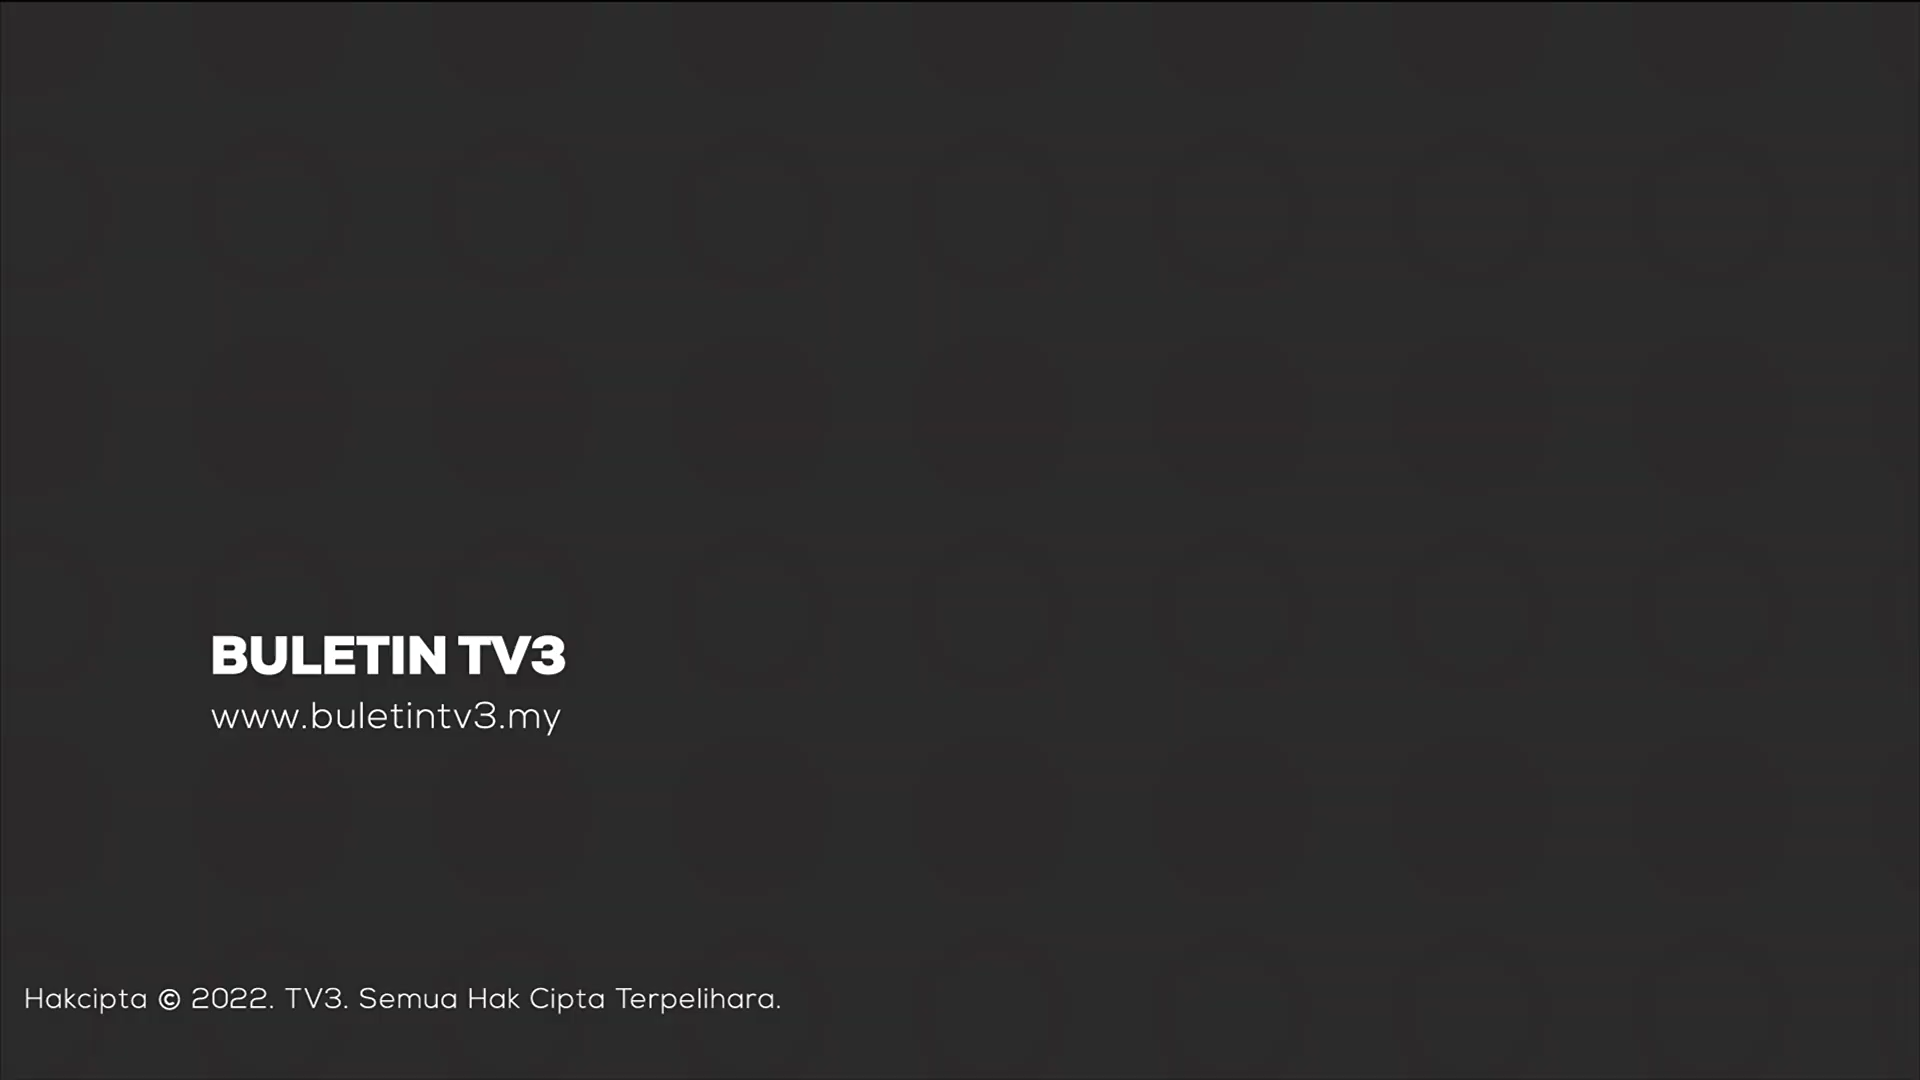 BULETIN TV3
www.buletintv3.my
Hakcipta © 2022. TV3. Semua Hak Cipta Terpelihara.